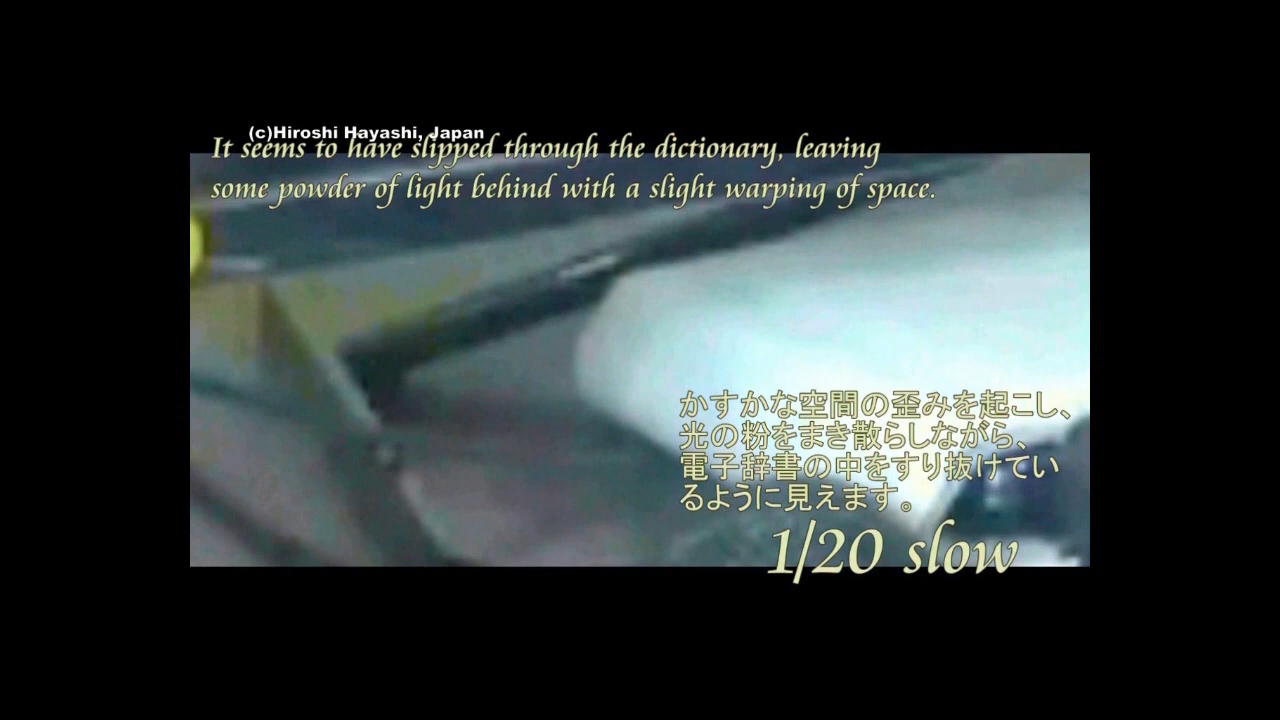 (c)Hiroshi Hayashi, Japan
It seems to have slipped through the dictionary, leaving
some powder of light behind with a slight warping of space.
かすかな空間の歪みを起こし、
光の粉をまき散らしながら、
電子辞書の中をすり抜けてい
るように見えます。
1/20 slow